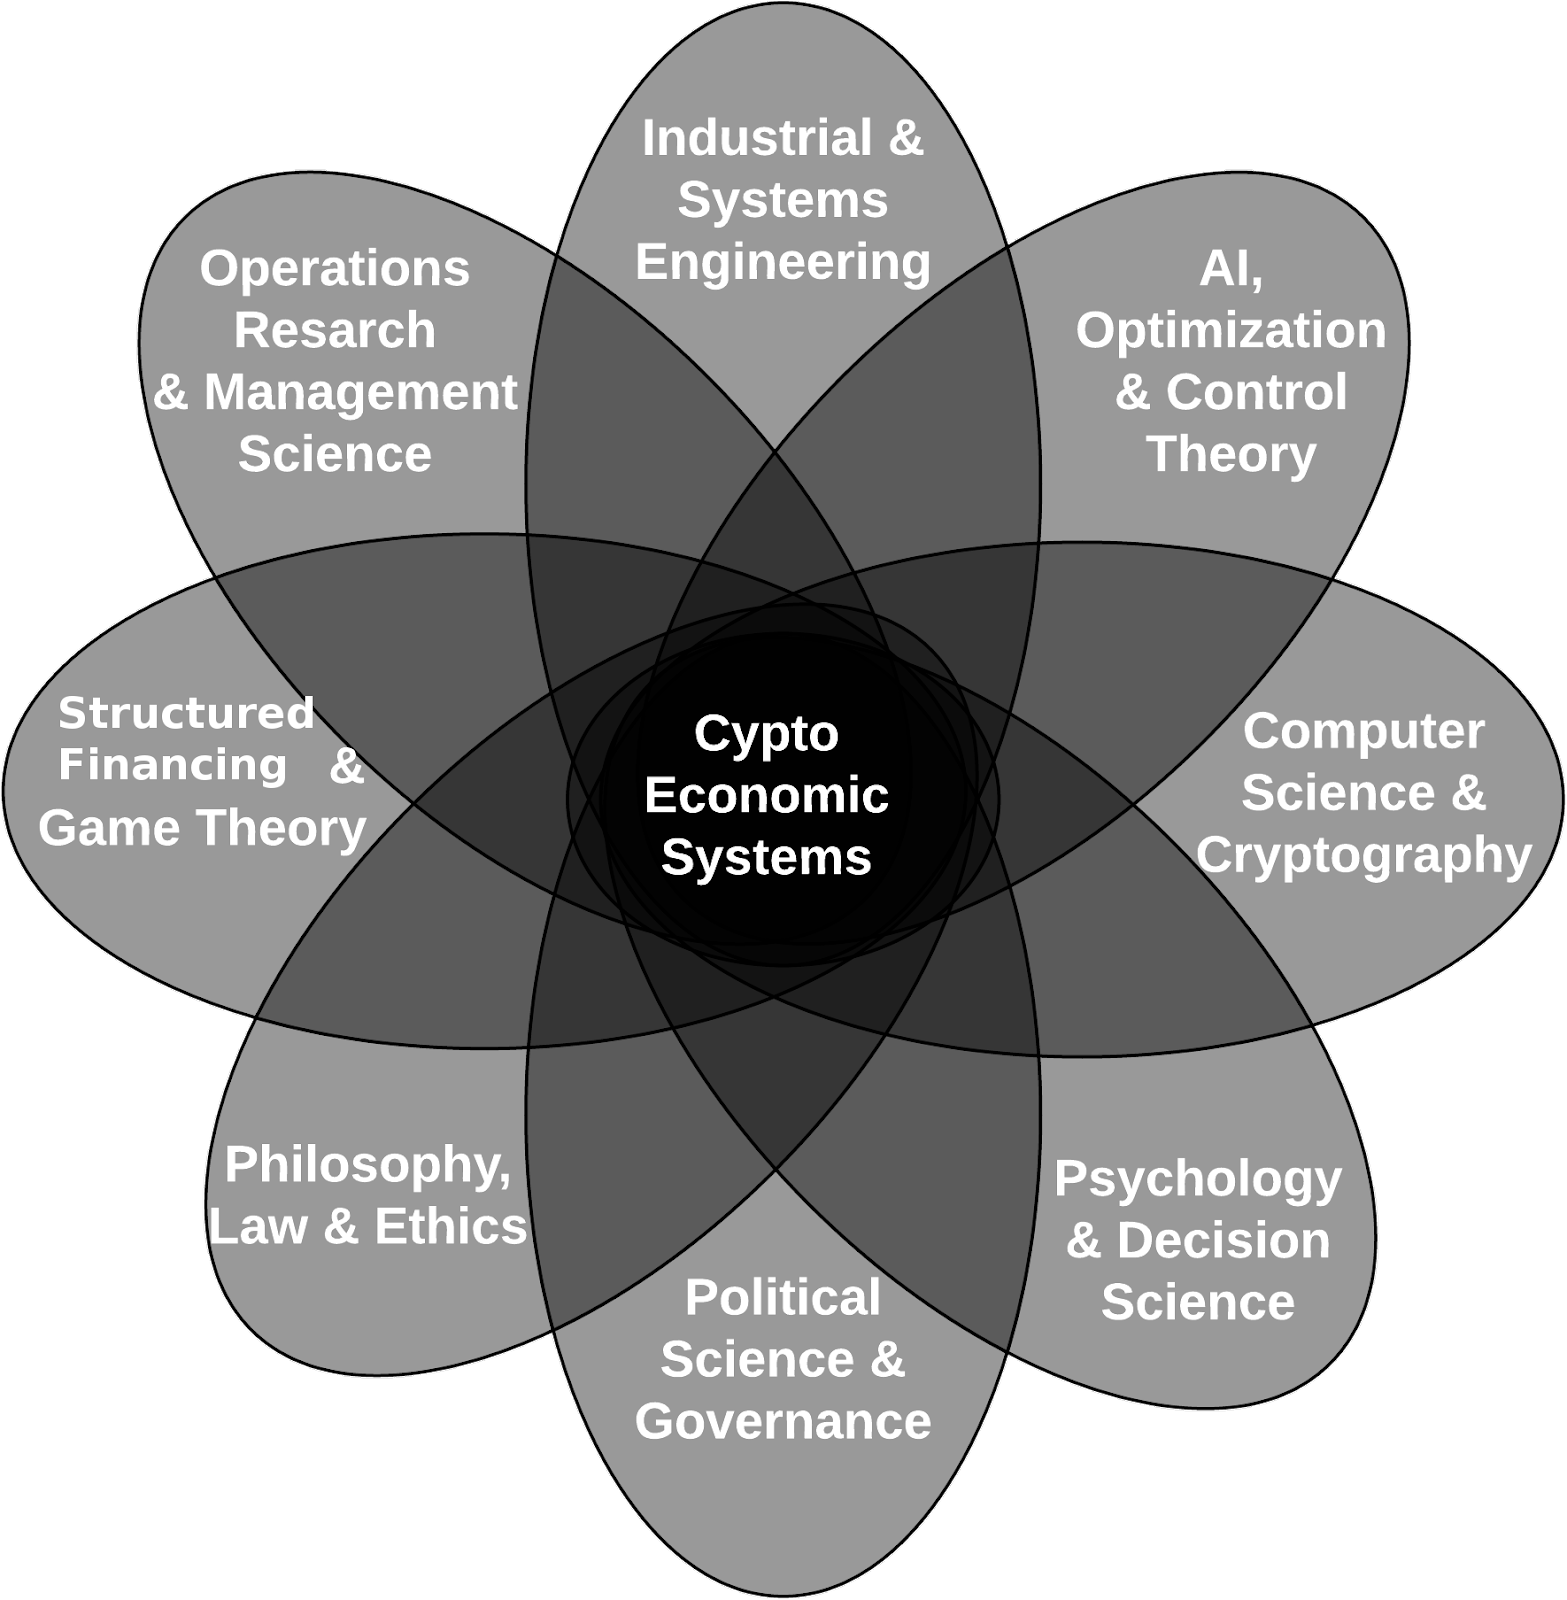 Industrial &
Systems
Engineering
Operations
Resarch
& Management
Science
AI,
Optimization
& Control
Theory
Structured
Financing &
Game Theory
Cypto
Economic
Systems
Computer
Science &
Cryptography
Philosophy,
Law & Ethics
Psychology
& Decision
Science
Political
Science &
Governance